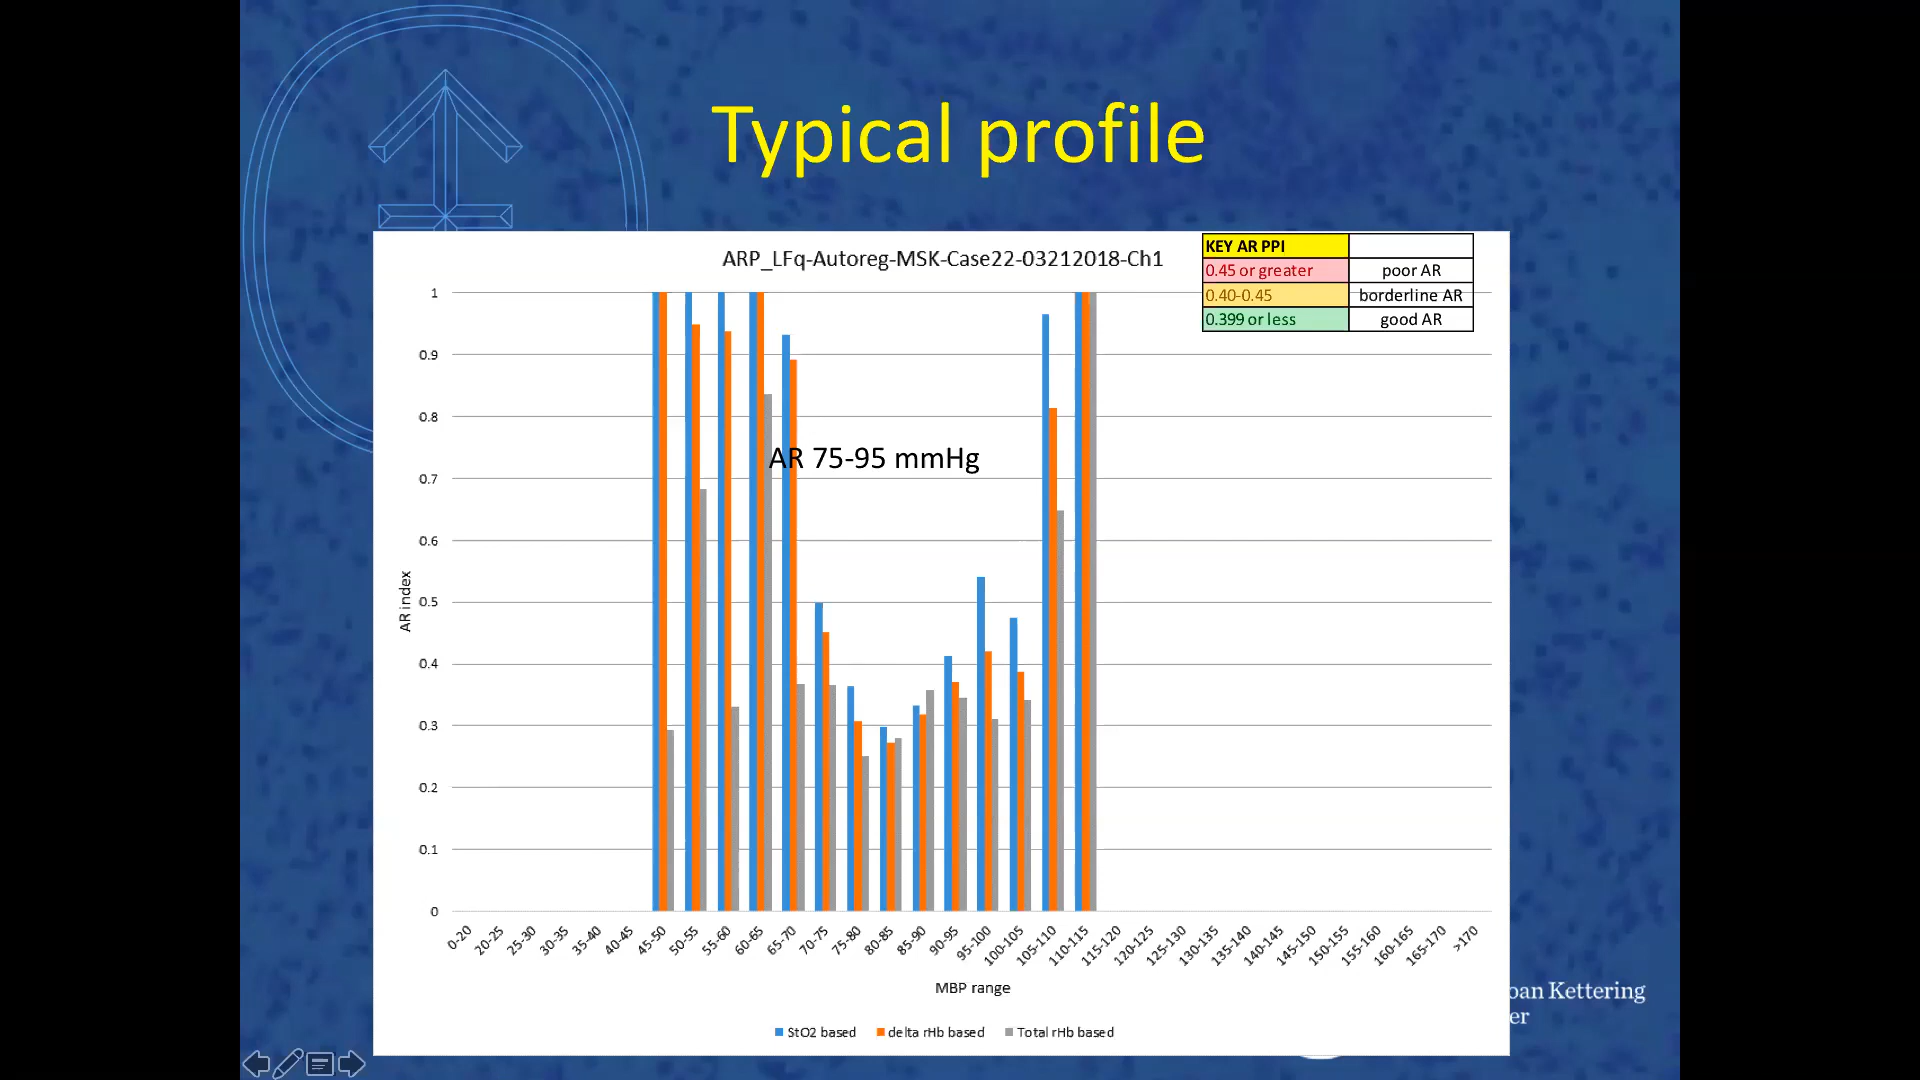 Typical profile
ARP_LFq-Autoreg-MSK-Case22-03212018-Ch1
KEY AR PPI
0.45 or greater poor AR
0.40-0.45 borderline AR
0.399 or less good AR
1
0.9
0.8
AR 75-95 mmHg
0.7
0.6
AR index
0.5
0.4
0.3
0.2
0.1
0
0-20 20-25 25-30 30-35 35-40 40-45 45-50 50-55 55-60 60-65 65-70 70-75 75-80 80-85 85-90 90-95 95-100 100-105 105-110 110-115 115-120 120-125 125-130 130-135 135-140 140-145 145-150 150-155 155-160 160-165 165-170 >170
MBP range
Kettering
StO2 based delta rHb based Total rHb based